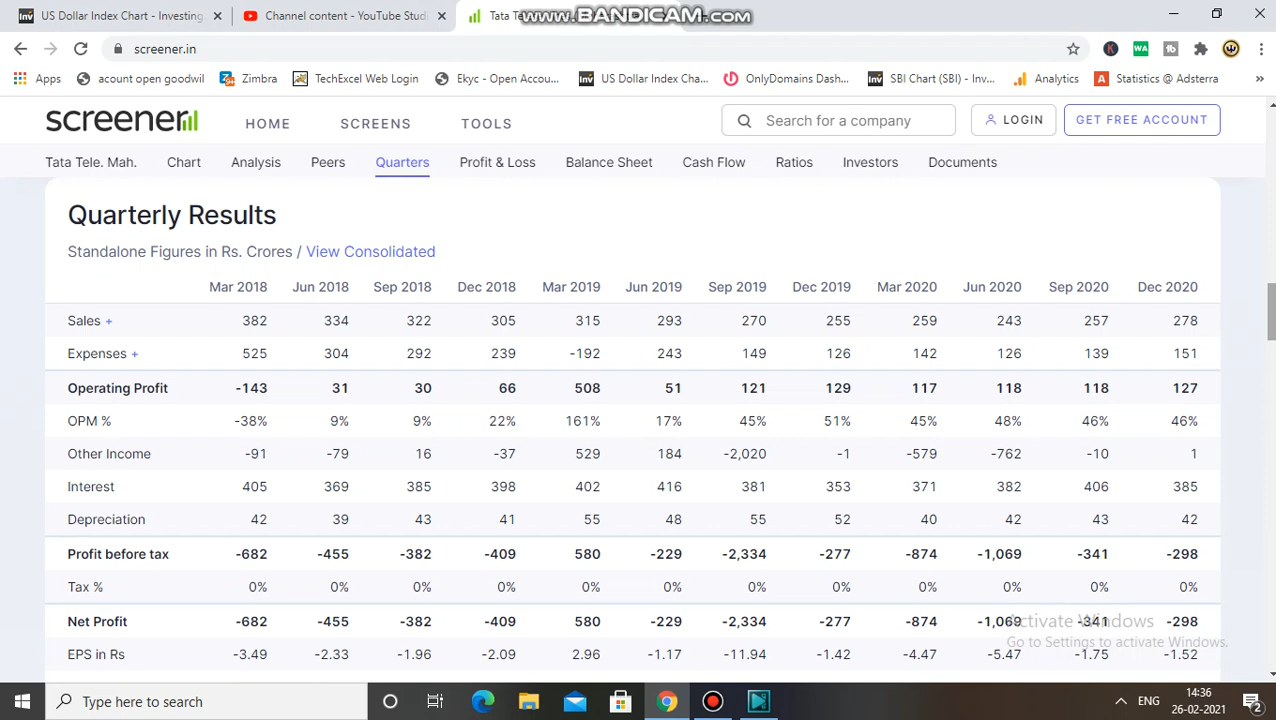 US Dollar Index Chart - Investing
Channel content - YouTube Studi
Tata Te
WWW.BANDICAM.COM
screener.in
Apps
acount open goodwil
Zimbra
TechExcel Web Login
Ekyc - Open Accou...
US Dollar Index Cha...
OnlyDomains Dash...
SBI Chart (SBI) - Inv...
Analytics
Statistics @ Adsterra
»
screener
HOME
SCREENS
TOOLS
Search for a company
LOGIN
GET FREE ACCOUNT
Tata Tele. Mah. Chart Analysis Peers Quarters Profit & Loss Balance Sheet Cash Flow Ratios Investors Documents
Quarterly Results
Standalone Figures in Rs. Crores / View Consolidated
Mar 2018 Jun 2018 Sep 2018 Dec 2018 Mar 2019 Jun 2019 Sep 2019 Dec 2019 Mar 2020 Jun 2020 Sep 2020 Dec 2020
Sales + 382 334 322 305 315 293 270 255 259 243 257 278
Expenses + 525 304 292 239 -192 243 149 126 142 126 139 151
Operating Profit -143 31 30 66 508 51 121 129 117 118 118 127
OPM % -38% 9% 9% 22% 161% 17% 45% 51% 45% 48% 46% 46%
Other Income -91 -79 16 -37 529 184 -2,020 -1 -579 -762 -10 1
Interest 405 369 385 398 402 416 381 353 371 382 406 385
Depreciation 42 39 43 41 55 48 55 52 40 42 43 42
Profit before tax -682 -455 -382 -409 580 -229 -2,334 -277 -874 -1,069 -341 -298
Tax % 0% 0% 0% 0% 0% 0% 0% 0% 0% 0% 0% 0%
Net Profit -682 -455 -382 -409 580 -229 -2,334 -277 -874 -1,069 -341 -298
EPS in Rs -3.49 -2.33 -1.96 -2.09 2.96 -1.17 -11.94 -1.42 -4.47 -5.47 -1.75 -1.52
Activate Windows
Go to Settings to activate Windows.
Type here to search
ENG
14:36
26-02-2021
2